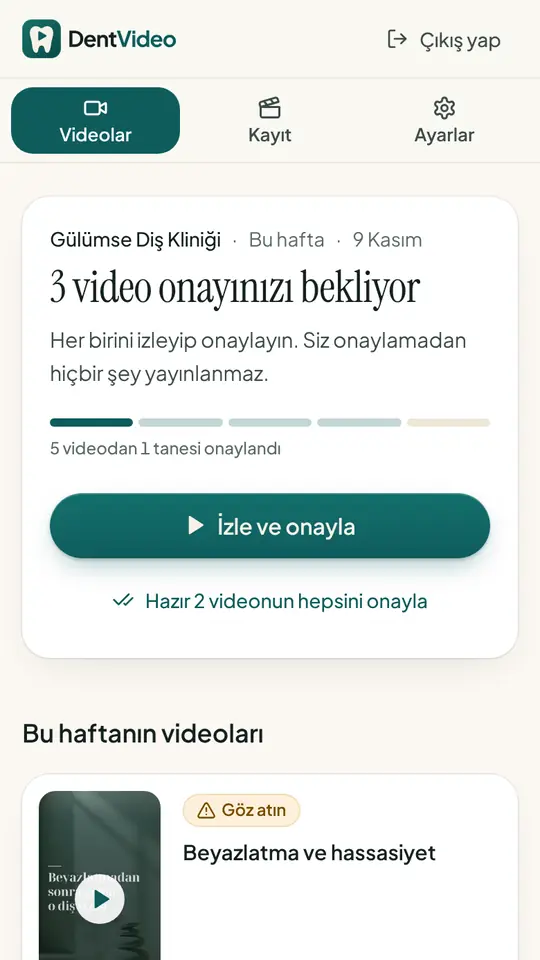 DentVideo
Çıkış yap
Videolar
Kayıt
Ayarlar
Gülümse Diş Kliniği · Bu hafta · 9 Kasım
3 video onayınızı bekliyor
Her birini izleyip onaylayın. Siz onaylamadan
hiçbir şey yayınlanmaz.
5 videodan 1 tanesi onaylandı
İzle ve onayla
Hazır 2 videonun hepsini onayla
Bu haftanın videoları
Göz atın
Beyazlatma ve hassasiyet
o diş